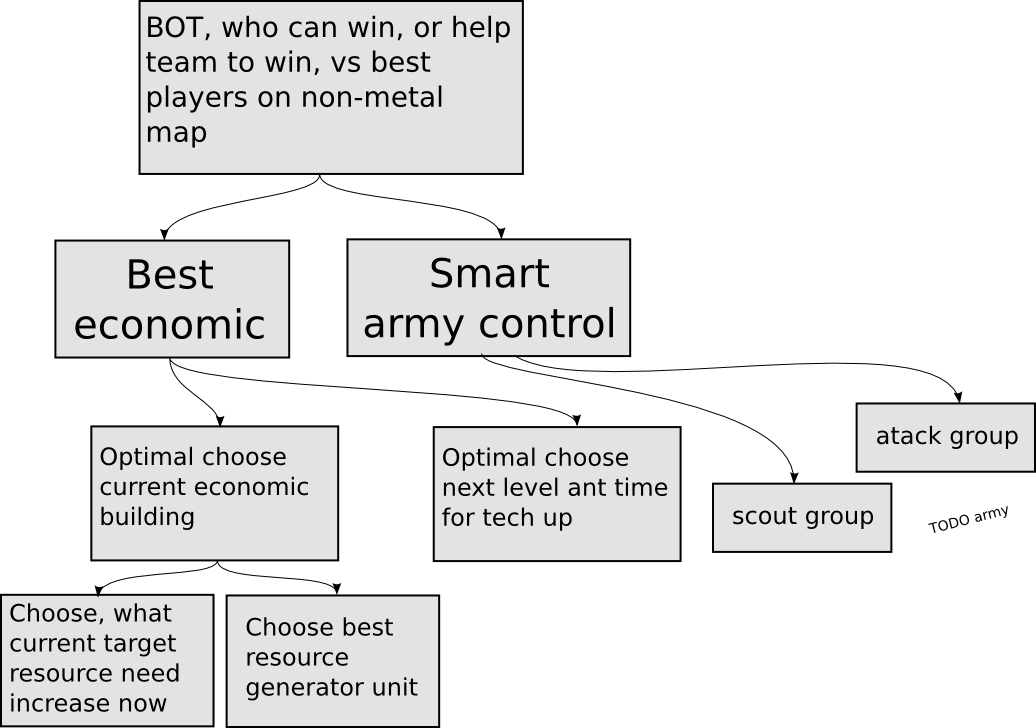 BOT, who can win, or help
team to win, vs best
players on non-metal
map
Best
economic
Smart
army control
atack group
Optimal choose
current economic
building
Optimal choose
next level ant time
for tech up
scout group
TODO army
Choose, what
current target
resource need
increase now
Choose best
resource
generator unit